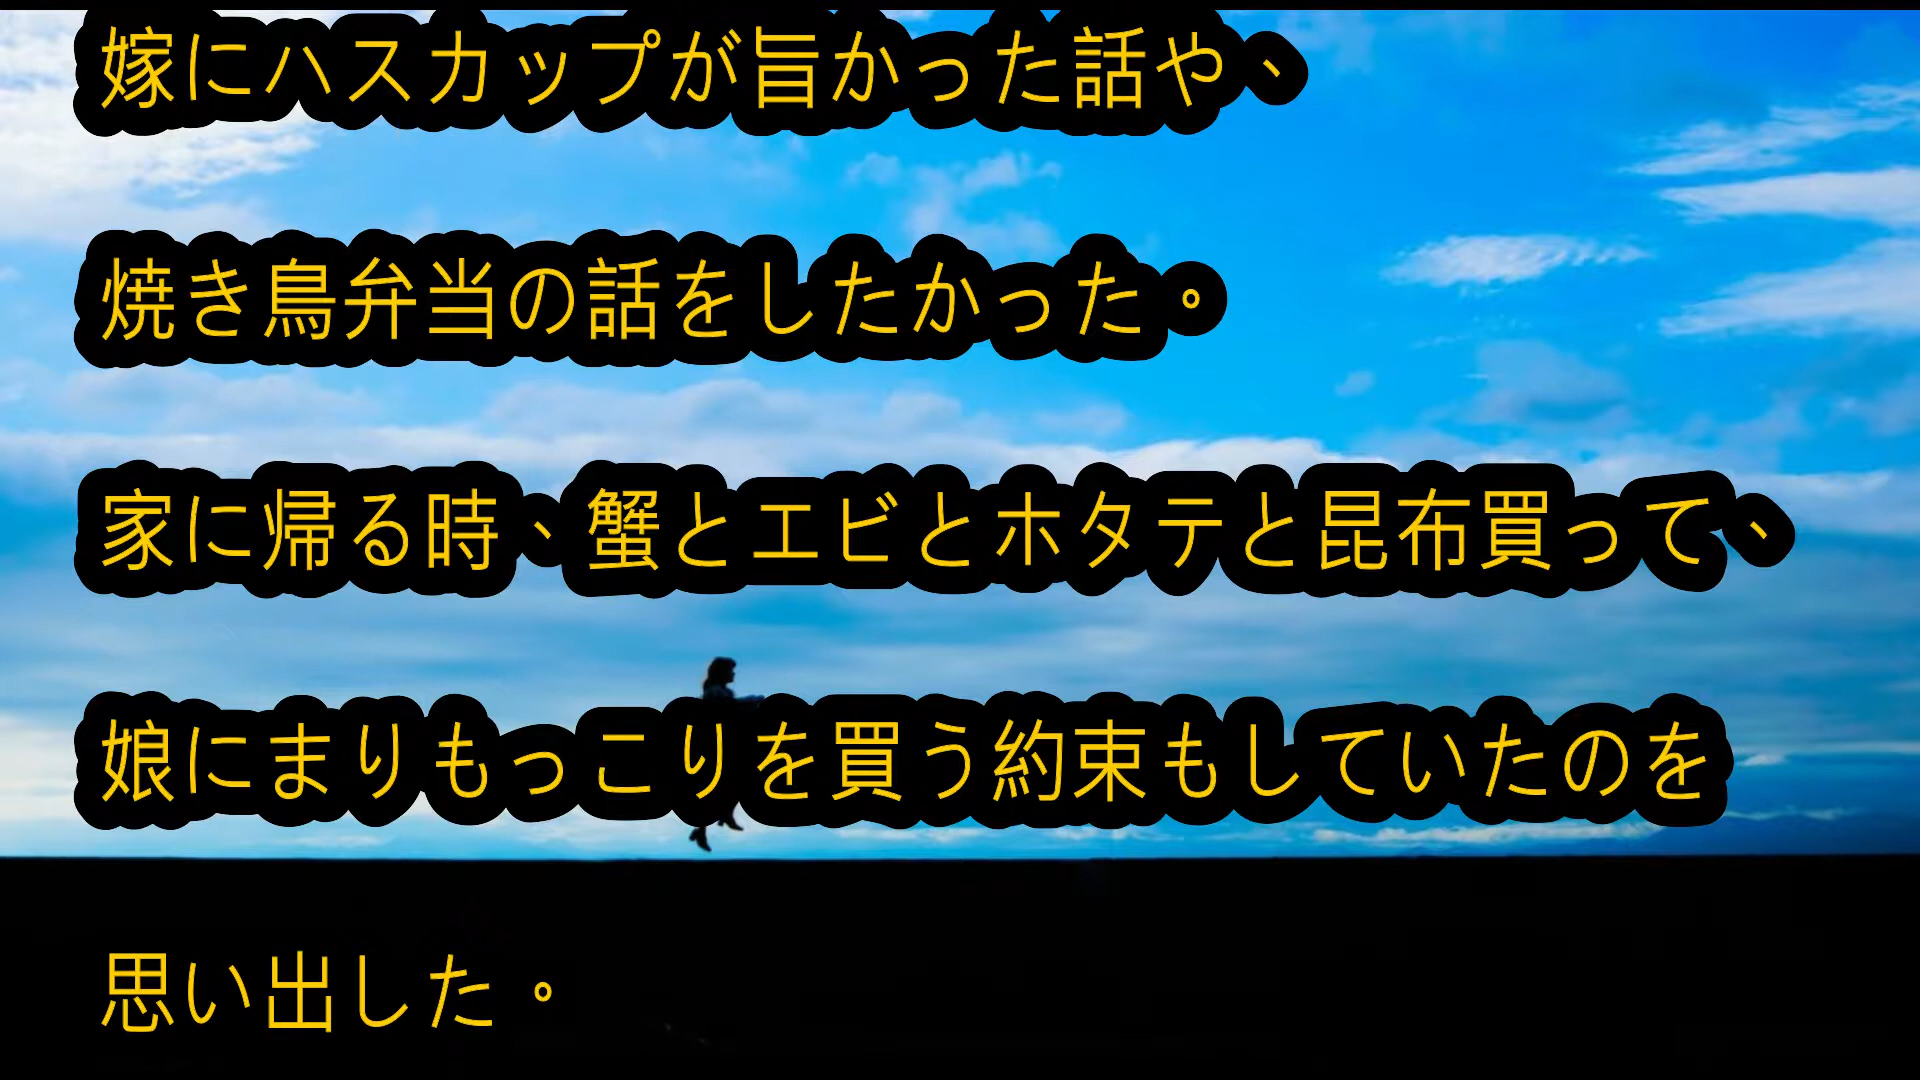 嫁にハスカップが旨かった話や、
焼き鳥弁当の話をしたかった。
家に帰る時、蟹とエビとホタテと昆布買って、
娘にまりもっこりを買う約束もしていたのを
思い出した。